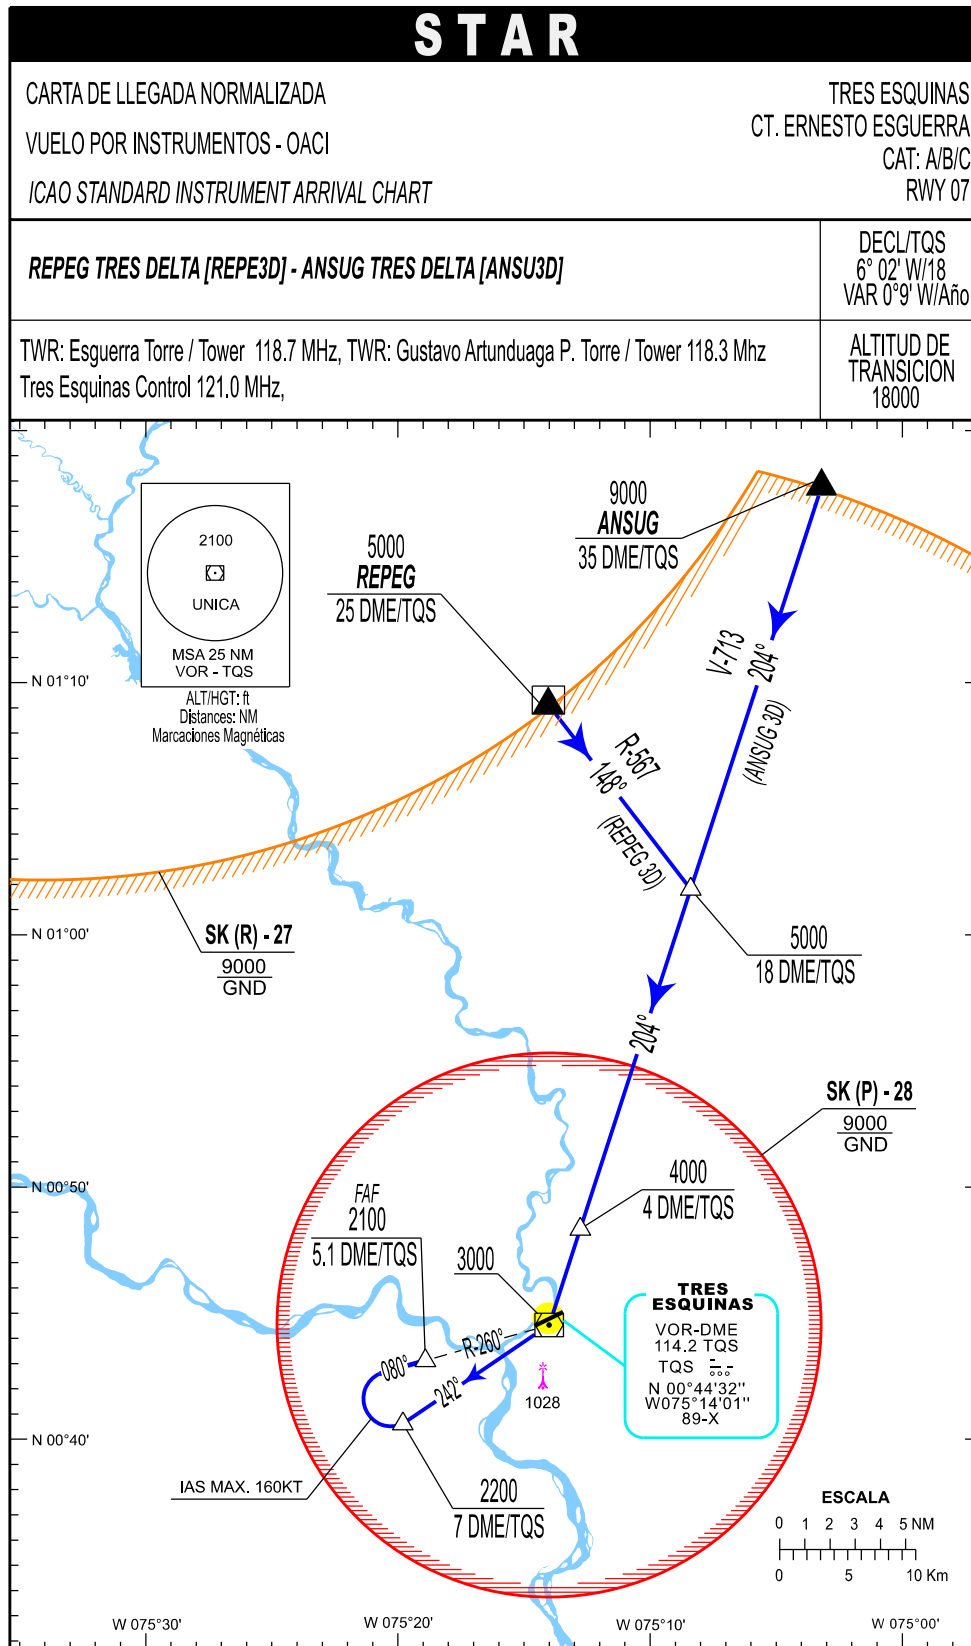 STAR
CARTA DE LLEGADA NORMALIZADA
VUELO POR INSTRUMENTOS - OACI
ICAO STANDARD INSTRUMENT ARRIVAL CHART
TRES ESQUINAS
CT. ERNESTO ESGUERRA
CAT: A/B/C
RWY 07
REPEG TRES DELTA [REPE3D] - ANSUG TRES DELTA [ANSU3D]
DECL/TQS
6° 02' W/18
VAR 0°9' W/Año
TWR: Esguerra Torre / Tower 118.7 MHz, TWR: Gustavo Artunduaga P. Torre / Tower 118.3 Mhz
Tres Esquinas Control 121.0 MHz,
ALTITUD DE
TRANSICION
18000
2100
UNICA
MSA 25 NM
VOR - TQS
ALT/HGT: ft
Distances: NM
Marcaciones Magnéticas
5000
REPEG
25 DME/TQS
9000
ANSUG
35 DME/TQS
V-713
204°
(ANSUG 3D)
N 01°10'
R-567
148°
(REPEG 3D)
SK (R) - 27
9000
GND
N 01°00'
5000
18 DME/TQS
204°
SK (P) - 28
9000
GND
N 00°50'
4000
4 DME/TQS
FAF
2100
5.1 DME/TQS
3000
TRES
ESQUINAS
VOR-DME
114.2 TQS
TQS
N 00°44'32''
W075°14'01''
89-X
R-260°
080°
242°
1028
N 00°40'
IAS MAX. 160KT
2200
7 DME/TQS
ESCALA
0 1 2 3 4 5 NM
0 5 10 Km
W 075°30'
W 075°20'
W 075°10'
W 075°00'